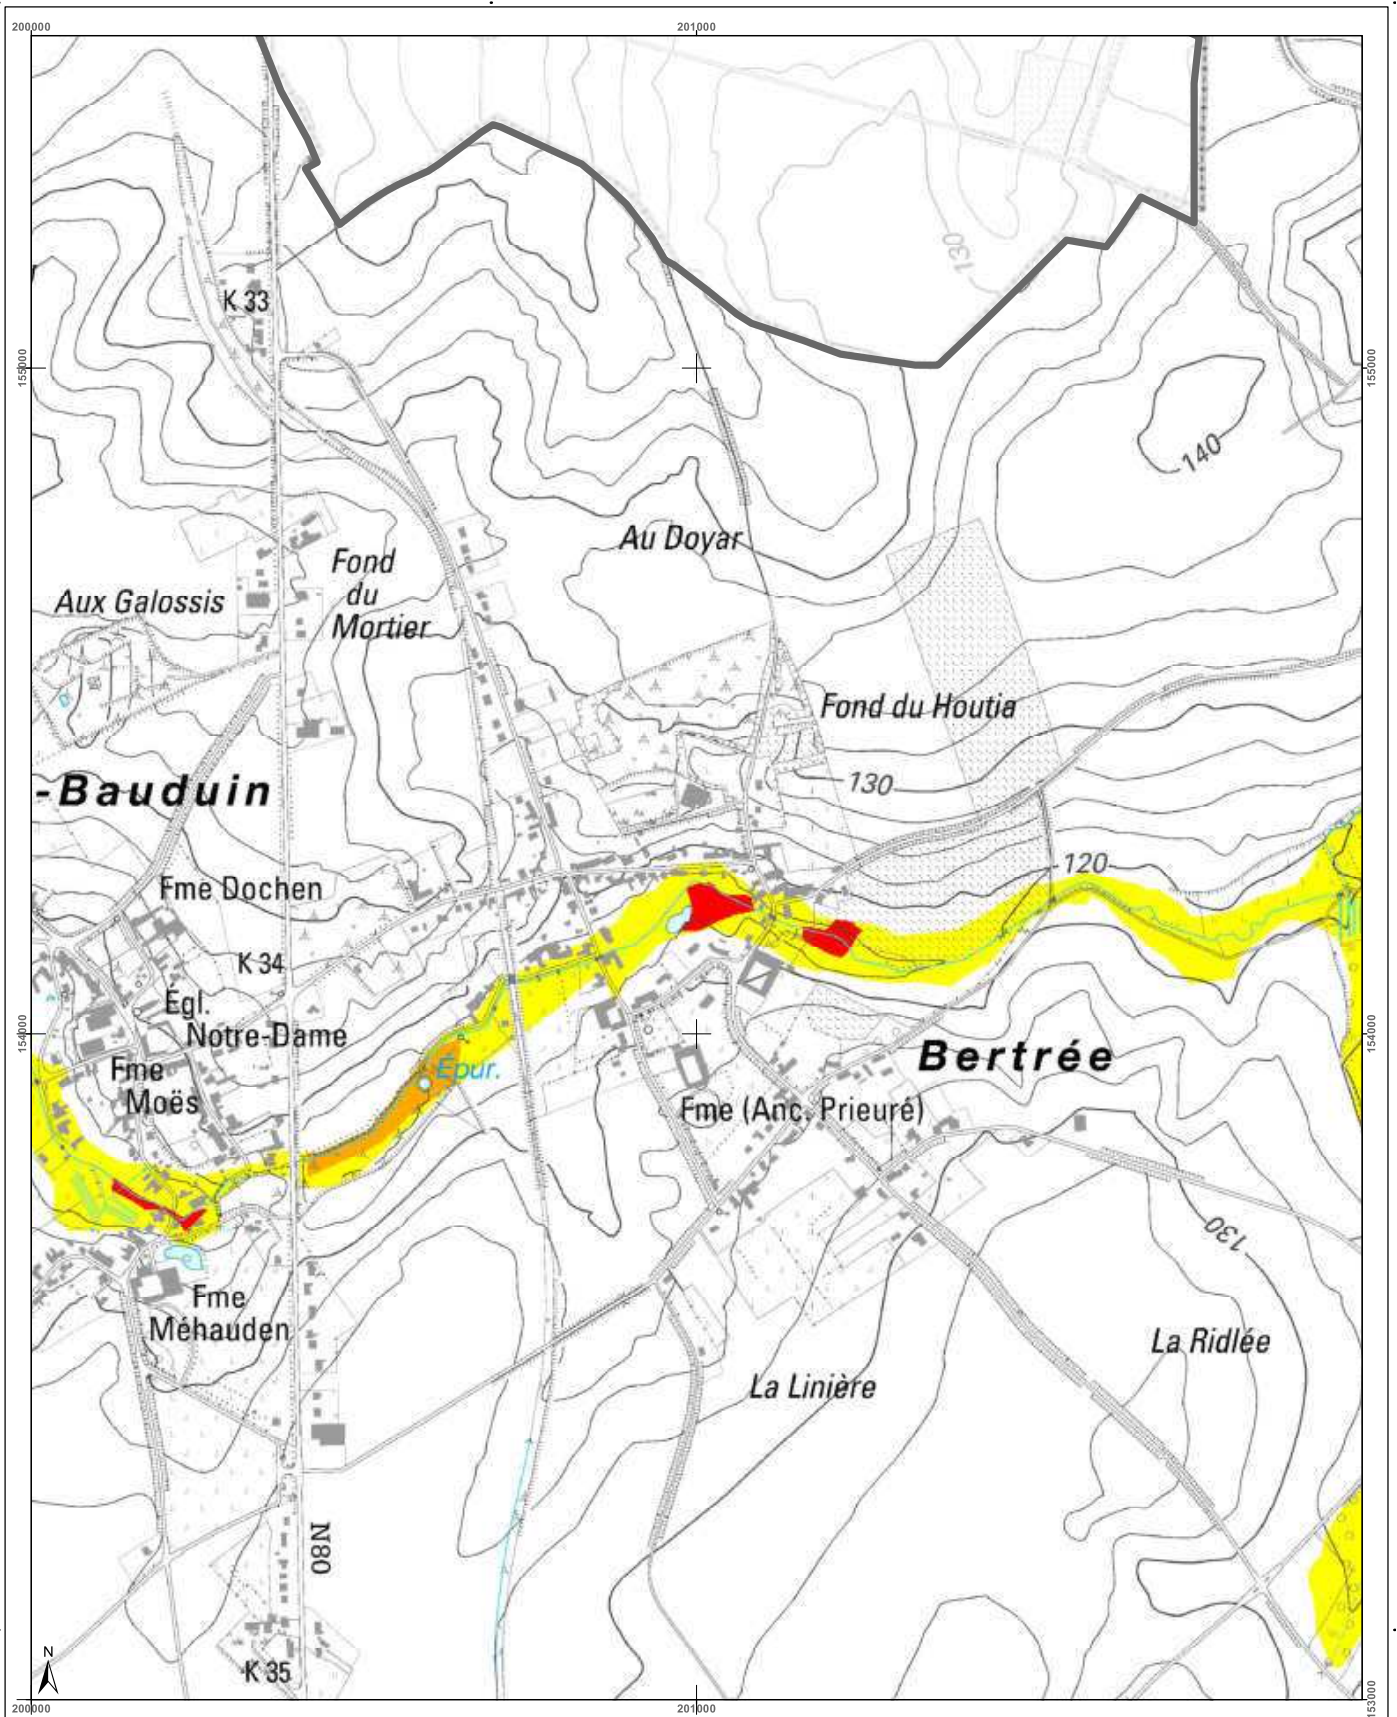 200000
201000
130
K 33
155000
155000
140
Au Doyar
Fond
du
Mortier
Aux Galossis
Fond du Houtia
130
-Bauduin
120
Fme Dochen
K 34
Égl.
Notre-Dame
154000
154000
Bertrée
Épur.
Fme
Moës
Fme (Anc. Prieuré)
130
Fme
Méhauden
La Ridlée
La Linière
N80
N
K 35
200000
201000
153000